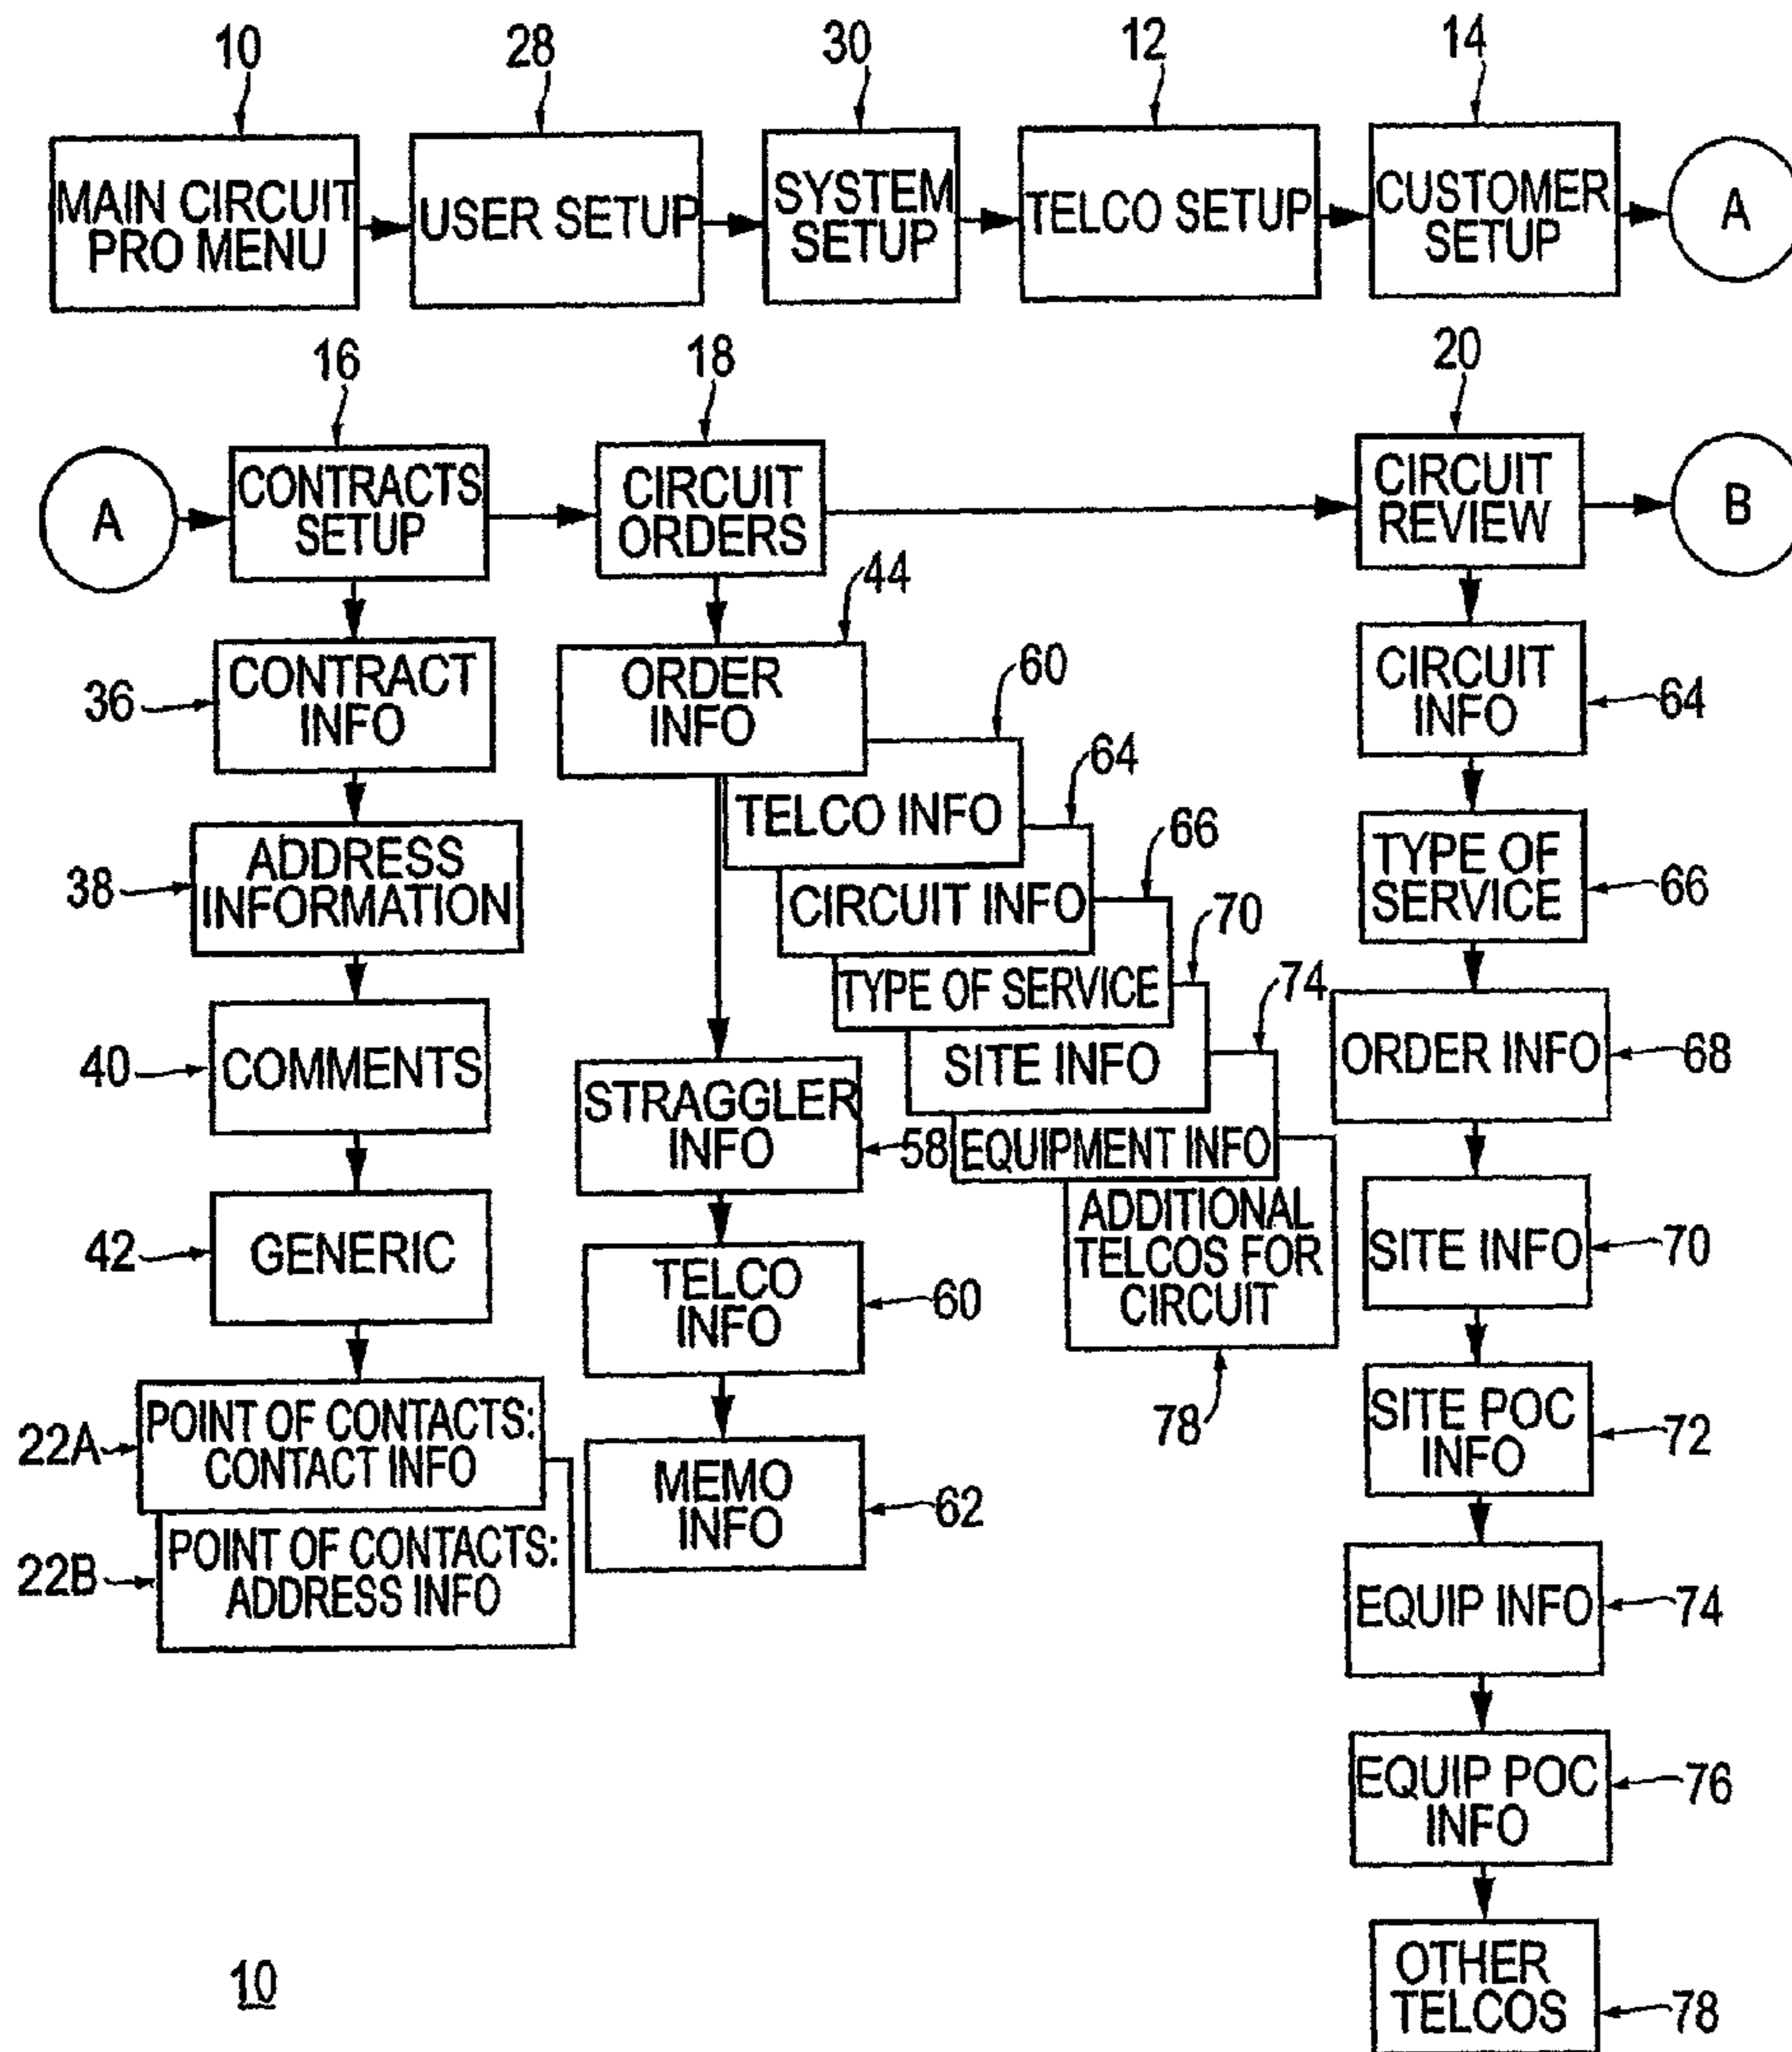 10
28
30
12
14
MAIN CIRCUIT
PRO MENU
USER SETUP
SYSTEM
SETUP
TELCO SETUP
CUSTOMER
SETUP
A
16
18
20
A
CONTRACTS
SETUP
CIRCUIT
ORDERS
CIRCUIT
REVIEW
B
36
CONTRACT
INFO
38
ADDRESS
INFORMATION
40
COMMENTS
42
GENERIC
22A
POINT OF CONTACTS:
CONTACT INFO
22B
POINT OF CONTACTS:
ADDRESS INFO
44
ORDER
INFO
60
TELCO INFO
64
CIRCUIT INFO
66
TYPE OF SERVICE
70
SITE INFO
74
EQUIPMENT INFO
ADDITIONAL
TELCOS FOR
CIRCUIT
78
STRAGGLER
INFO
58
TELCO
INFO
60
MEMO
INFO
62
CIRCUIT
INFO
64
TYPE OF
SERVICE
66
ORDER INFO
68
SITE INFO
70
SITE POC
INFO
72
EQUIP INFO
74
EQUIP POC
INFO
76
OTHER
TELCOS
78
10